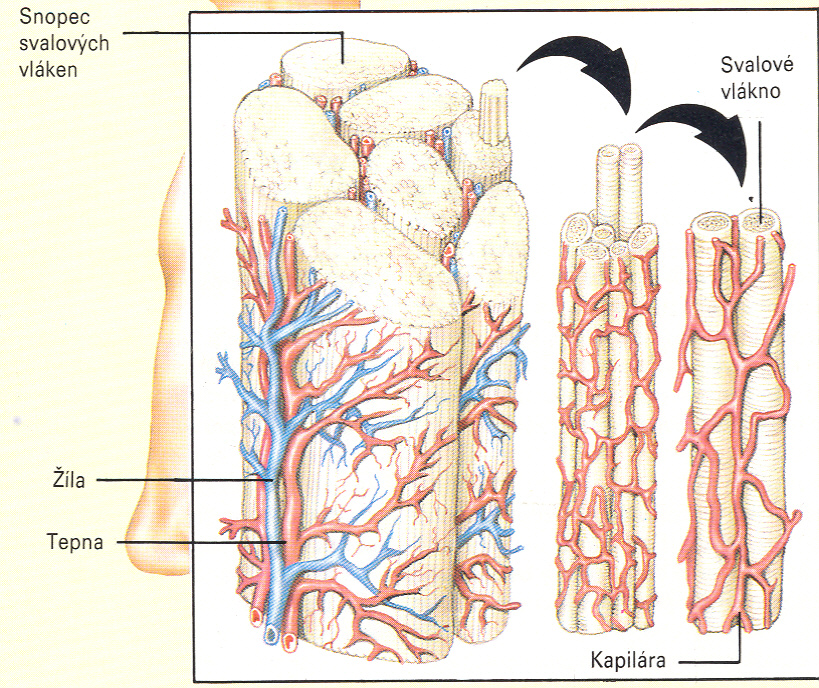 Snopec
svalových
vláken
Svalové
vlákno
Žíla
Tepna
Kapilára